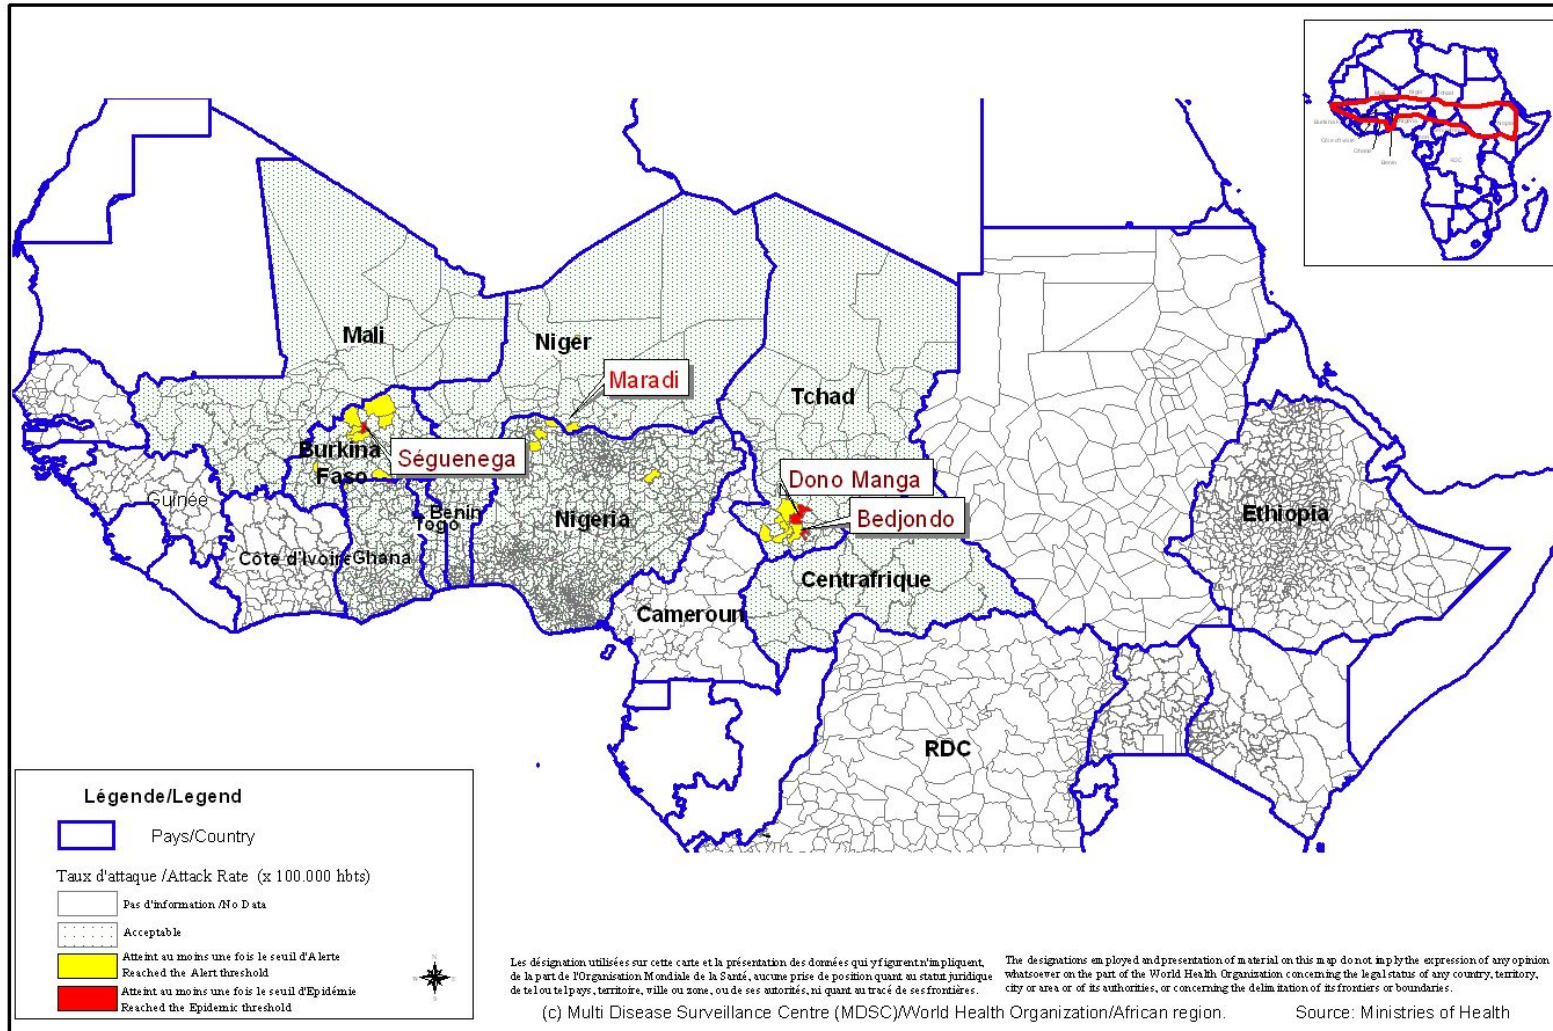 Mali
Niger
Maradi
Tchad
Burkina
Faso
Séguenega
Dono Manga
Bedjondo
Guinée
Bénin
Togo
Nigeria
Ethiopia
Côte d'Ivoire
Ghana
Centrafrique
Cameroun
RDC
Mali
Niger
Tchad
Ghana
Benin
RDC
Légende/Legend
Pays/Country
Taux d'attaque /Attack Rate (x 100.000 hbts)
Pas d'information /No Data
Acceptable
Atteint au moins une fois le seuil d'Alerte
Reached the Alert threshold
Atteint au moins une fois le seuil d'Epidémie
Reached the Epidemic threshold
Les désignation utilisées sur cette carte et la présentation des données qui y figurent n'impliquent,
de la part de l'Organisation Mondiale de la Santé, aucune prise de position quant au statut juridique
de tel ou tel pays, territoire, ville ou zone, ou de ses autorités, ni quant au tracé de ses frontières.
The designations employed and presentation of material on this map do not imply the expression of any opinion
whatsoever on the part of the World Health Organization concerning the legal status of any country, territory,
city or area or of its authorities, or concerning the delimitation of its frontiers or boundaries.
(c) Multi Disease Surveillance Centre (MDSC)/World Health Organization/African region.
Source: Ministries of Health